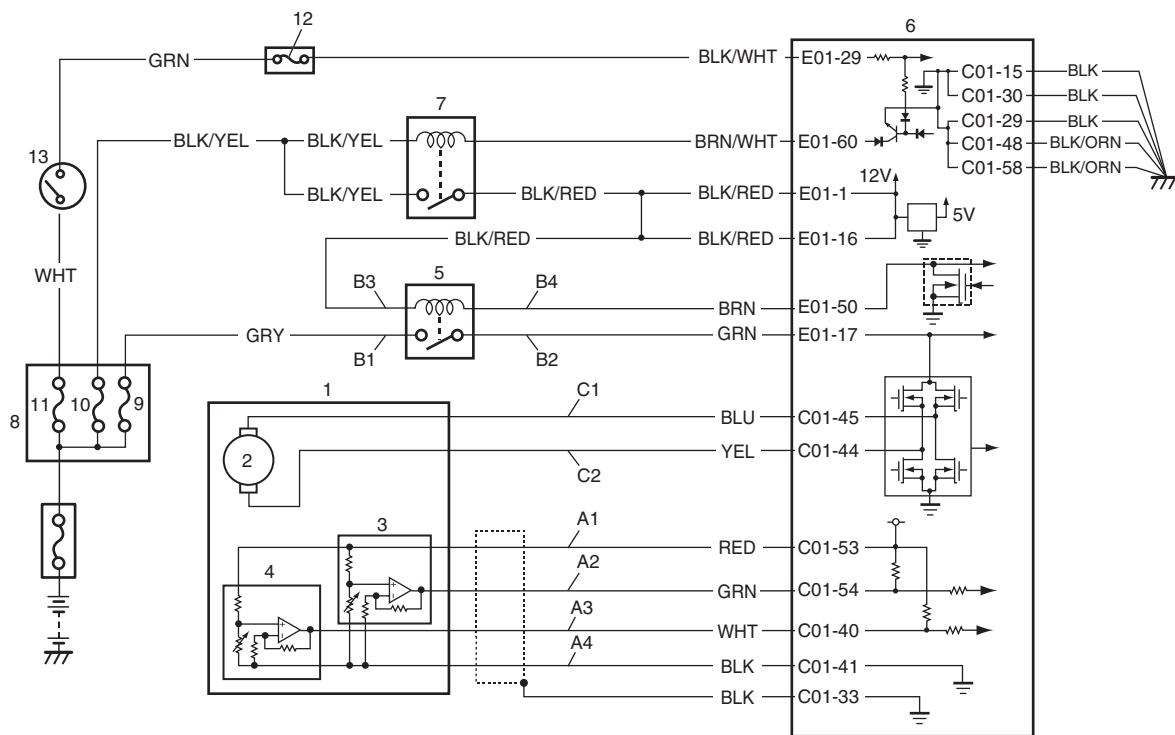 12
6
GRN
BLK/WHT
E01-29
C01-15
BLK
C01-30
BLK
7
C01-29
BLK
BLK/YEL
BLK/YEL
BRN/WHT
E01-60
C01-48
BLK/ORN
13
C01-58
BLK/ORN
12V
BLK/YEL
BLK/RED
BLK/RED
E01-1
5V
BLK/RED
BLK/RED
E01-16
WHT
B3
5
B4
BRN
E01-50
GRY
GRN
E01-17
B1
B2
8
11
10
9
1
C1
BLU
C01-45
2
YEL
C01-44
C2
3
A1
RED
C01-53
4
A2
GRN
C01-54
A3
WHT
C01-40
A4
BLK
C01-41
BLK
C01-33